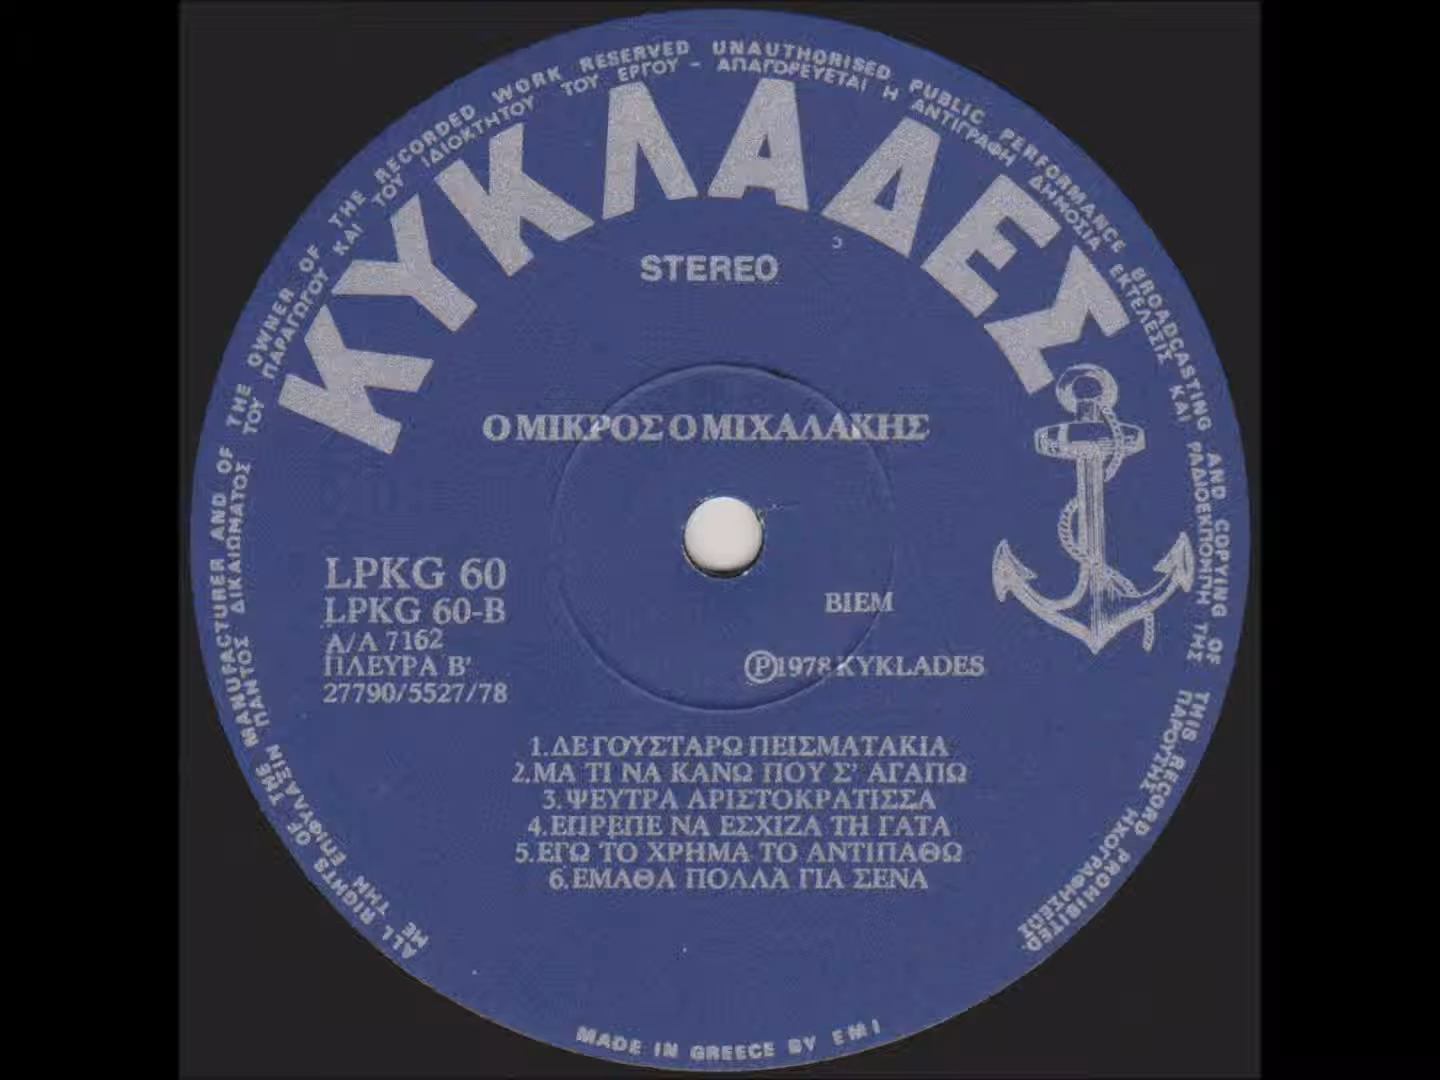 ALL RIGHTS OF THE MANUFACTURER AND OF THE OWNER OF THE RECORDED WORK RESERVED UNAUTHORISED PUBLIC PERFORMANCE BROADCASTING AND COPYING OF THIS RECORD PROHIBITED
ΜΕ ΤΗΝ ΕΠΙΦΥΛΑΞΙΝ ΠΑΝΤΟΣ ΔΙΚΑΙΩΜΑΤΟΣ ΤΟΥ ΠΑΡΑΓΩΓΟΥ ΚΑΙ ΤΟΥ ΙΔΙΟΚΤΗΤΟΥ ΤΟΥ ΕΡΓΟΥ - ΑΠΑΓΟΡΕΥΕΤΑΙ Η ΑΝΤΙΓΡΑΦΗ ΔΗΜΟΣΙΑ ΕΚΤΕΛΕΣΙΣ ΚΑΙ ΡΑΔΙΟΕΚΠΟΜΠΗ ΤΗΣ ΠΑΡΟΥΣΗΣ ΗΧΟΓΡΑΦΗΣΕΩΣ
ΚΥΚΛΑΔΕΣ
STEREO
Ο ΜΙΚΡΟΣ Ο ΜΙΧΑΛΑΚΗΣ
LPKG 60
LPKG 60-B
Α/Α 7162
ΠΛΕΥΡΑ Β'
27790/5527/78
BIEM
Ⓟ1978 KYKLADES
1.ΔΕ ΓΟΥΣΤΑΡΩ ΠΕΙΣΜΑΤΑΚΙΑ
2.ΜΑ ΤΙ ΝΑ ΚΑΝΩ ΠΟΥ Σ' ΑΓΑΠΩ
3.ΨΕΥΤΡΑ ΑΡΙΣΤΟΚΡΑΤΙΣΣΑ
4.ΕΠΡΕΠΕ ΝΑ ΕΣΧΙΖΑ ΤΗ ΓΑΤΑ
5.ΕΓΩ ΤΟ ΧΡΗΜΑ ΤΟ ΑΝΤΙΠΑΘΩ
6.ΕΜΑΘΑ ΠΟΛΛΑ ΓΙΑ ΣΕΝΑ
MADE IN GREECE BY EMI